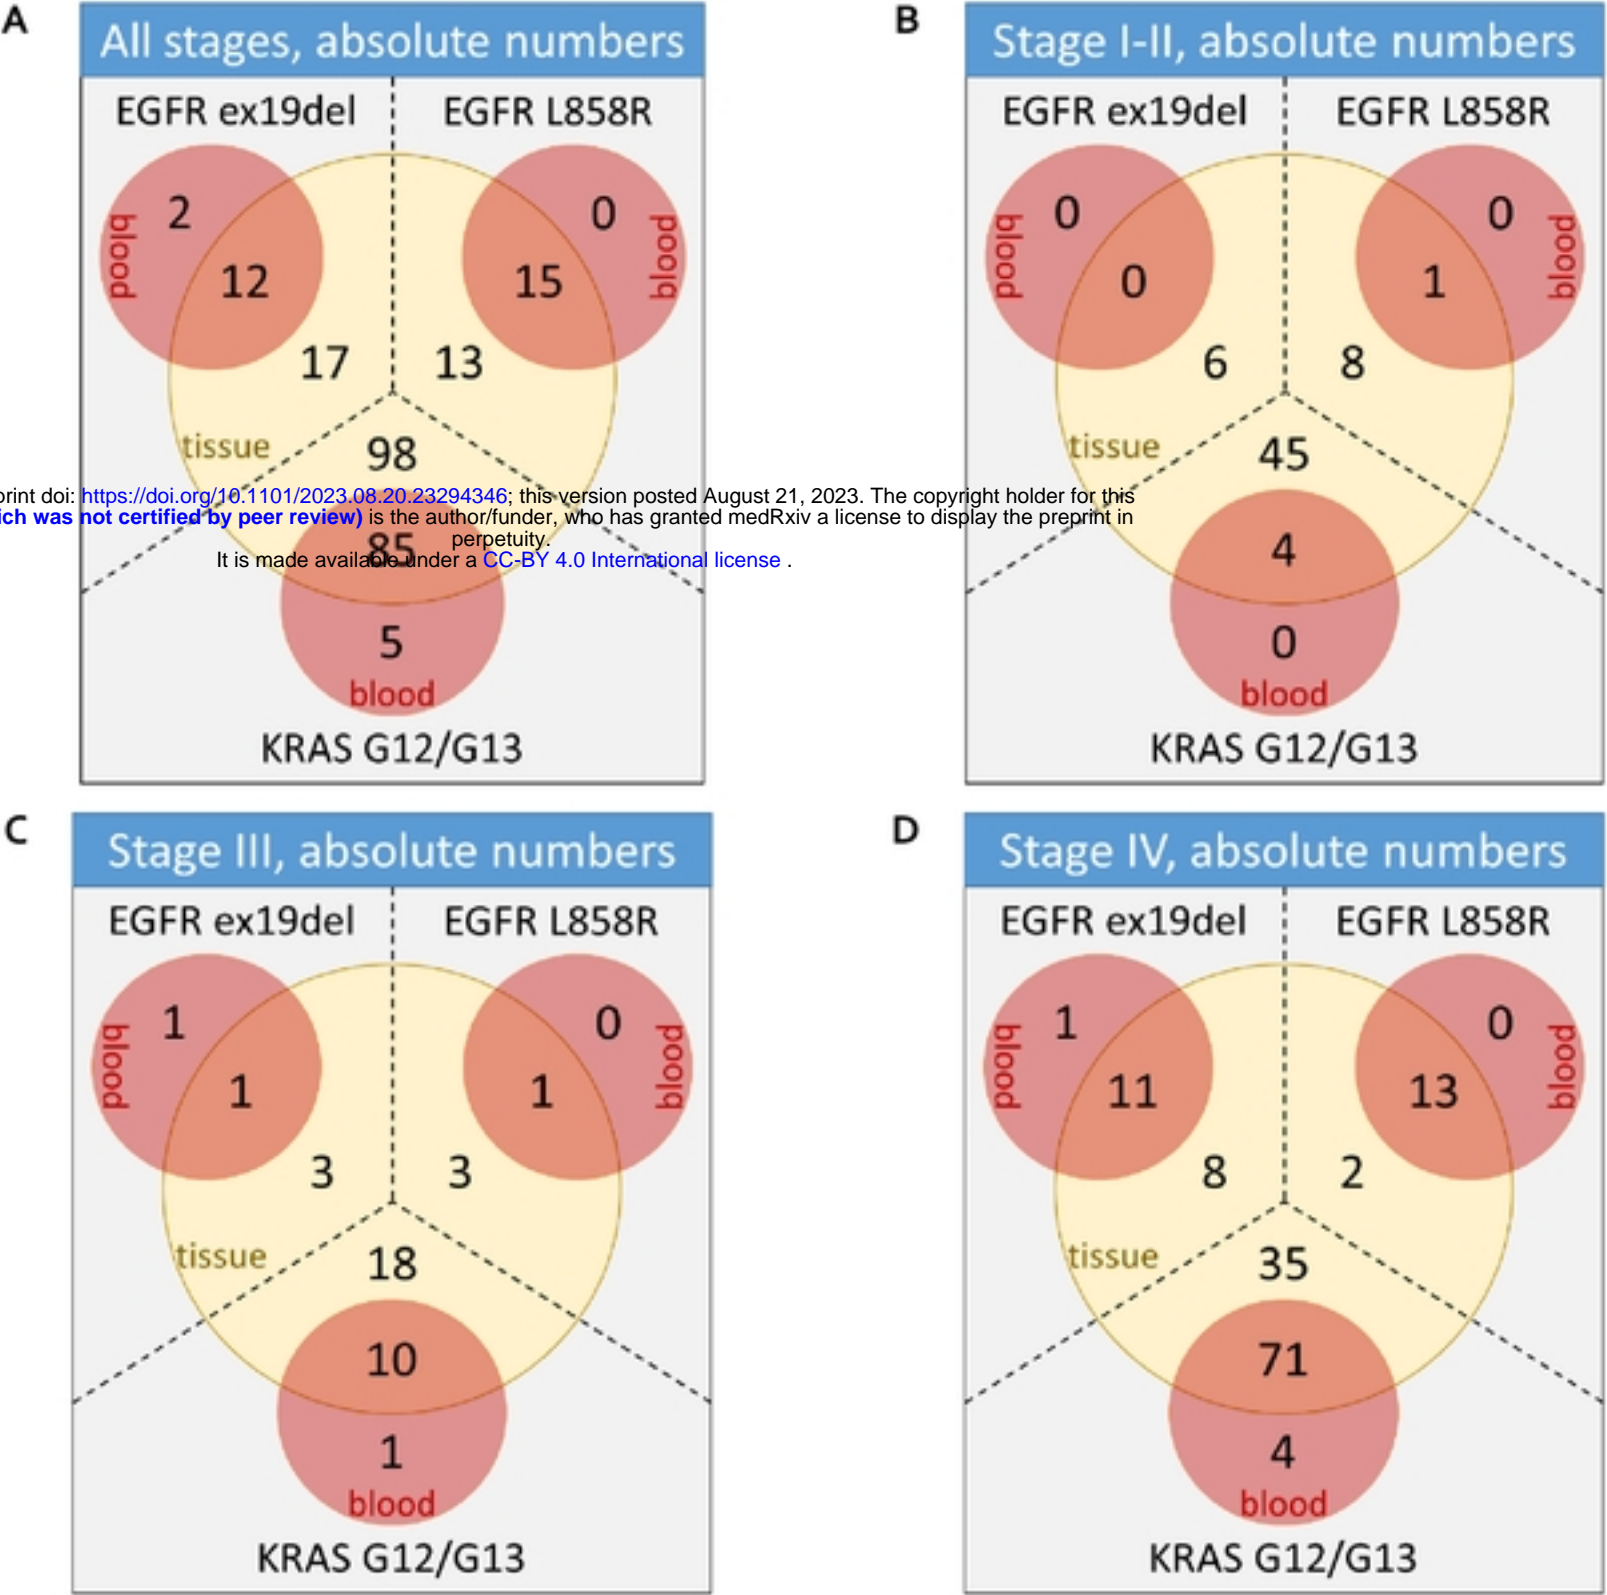 A
All stages, absolute numbers
EGFR ex19del
EGFR L858R
blood
2
12
17
0
15
13
blood
tissue
98
85
5
blood
KRAS G12/G13
B
Stage I-II, absolute numbers
EGFR ex19del
EGFR L858R
blood
0
0
6
0
1
8
blood
tissue
45
4
0
blood
KRAS G12/G13
print doi: https://doi.org/10.1101/2023.08.20.23294346; this version posted August 21, 2023. The copyright holder for this
ich was not certified by peer review) is the author/funder, who has granted medRxiv a license to display the preprint in
perpetuity.
It is made available under a CC-BY 4.0 International license .
C
Stage III, absolute numbers
EGFR ex19del
EGFR L858R
blood
1
1
3
0
1
3
blood
tissue
18
10
1
blood
KRAS G12/G13
D
Stage IV, absolute numbers
EGFR ex19del
EGFR L858R
blood
1
11
8
0
13
2
blood
tissue
35
71
4
blood
KRAS G12/G13